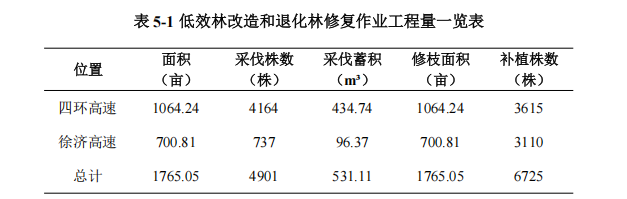 表 5-1 低效林改造和退化林修复作业工程量一览表
位置 面积（亩） 采伐株数（株） 采伐蓄积（m³） 修枝面积（亩） 补植株数（株）
四环高速 1064.24 4164 434.74 1064.24 3615
徐济高速 700.81 737 96.37 700.81 3110
总计 1765.05 4901 531.11 1765.05 6725